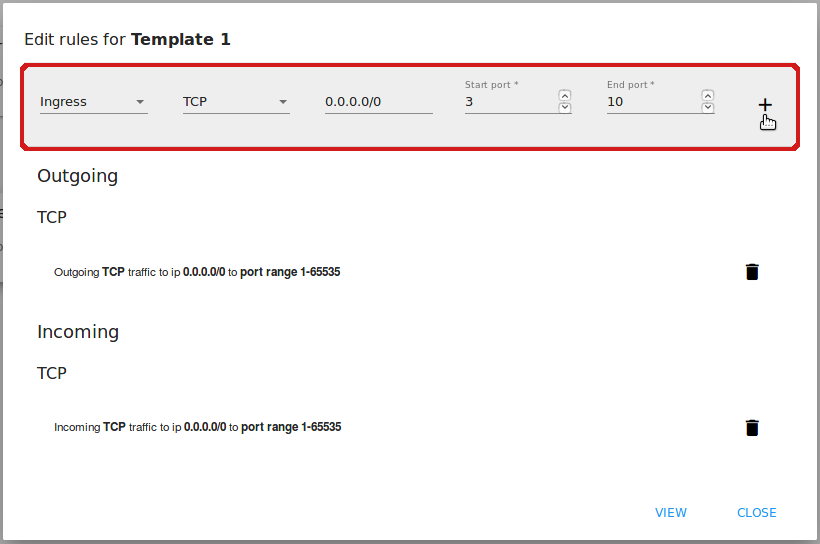 Edit rules for Template 1
Start port * End port *
Ingress TCP 0.0.0.0/0 3 10 +
Outgoing
TCP
Outgoing TCP traffic to ip 0.0.0.0/0 to port range 1-65535
Incoming
TCP
Incoming TCP traffic to ip 0.0.0.0/0 to port range 1-65535
VIEW CLOSE